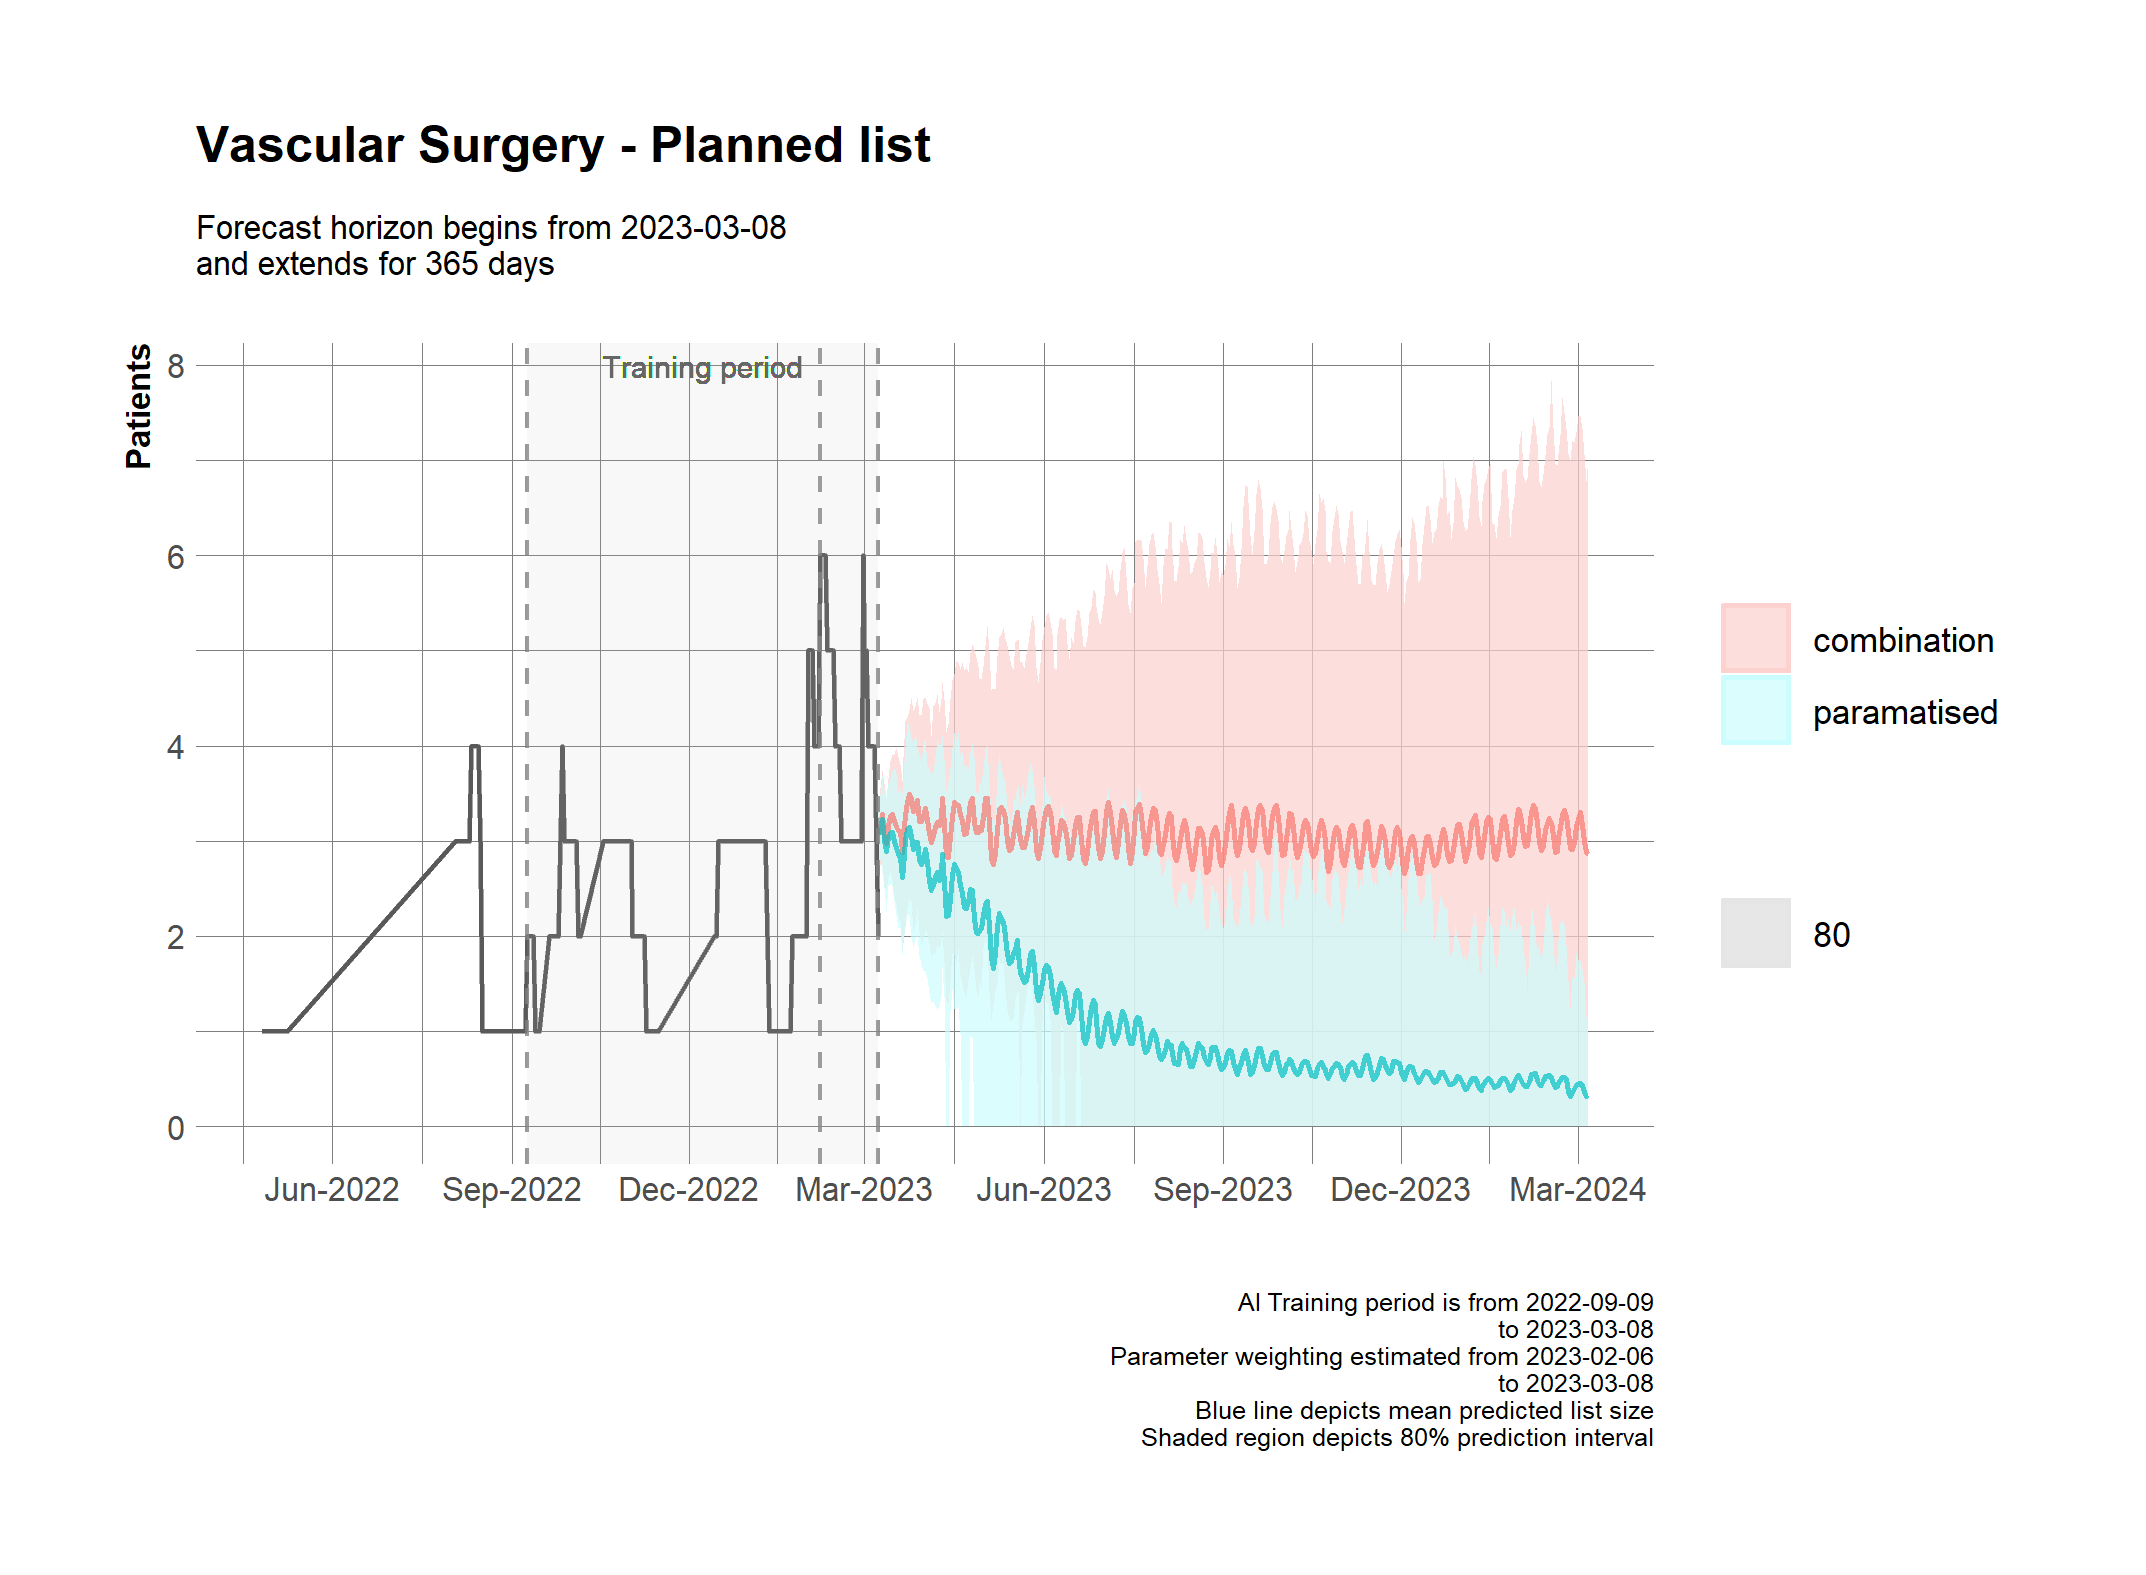 Vascular Surgery - Planned list
Forecast horizon begins from 2023-03-08
and extends for 365 days
Patients
8
6
4
2
0
Training period
Jun-2022
Sep-2022
Dec-2022
Mar-2023
Jun-2023
Sep-2023
Dec-2023
Mar-2024
combination
paramatised
80
AI Training period is from 2022-09-09
to 2023-03-08
Parameter weighting estimated from 2023-02-06
to 2023-03-08
Blue line depicts mean predicted list size
Shaded region depicts 80% prediction interval